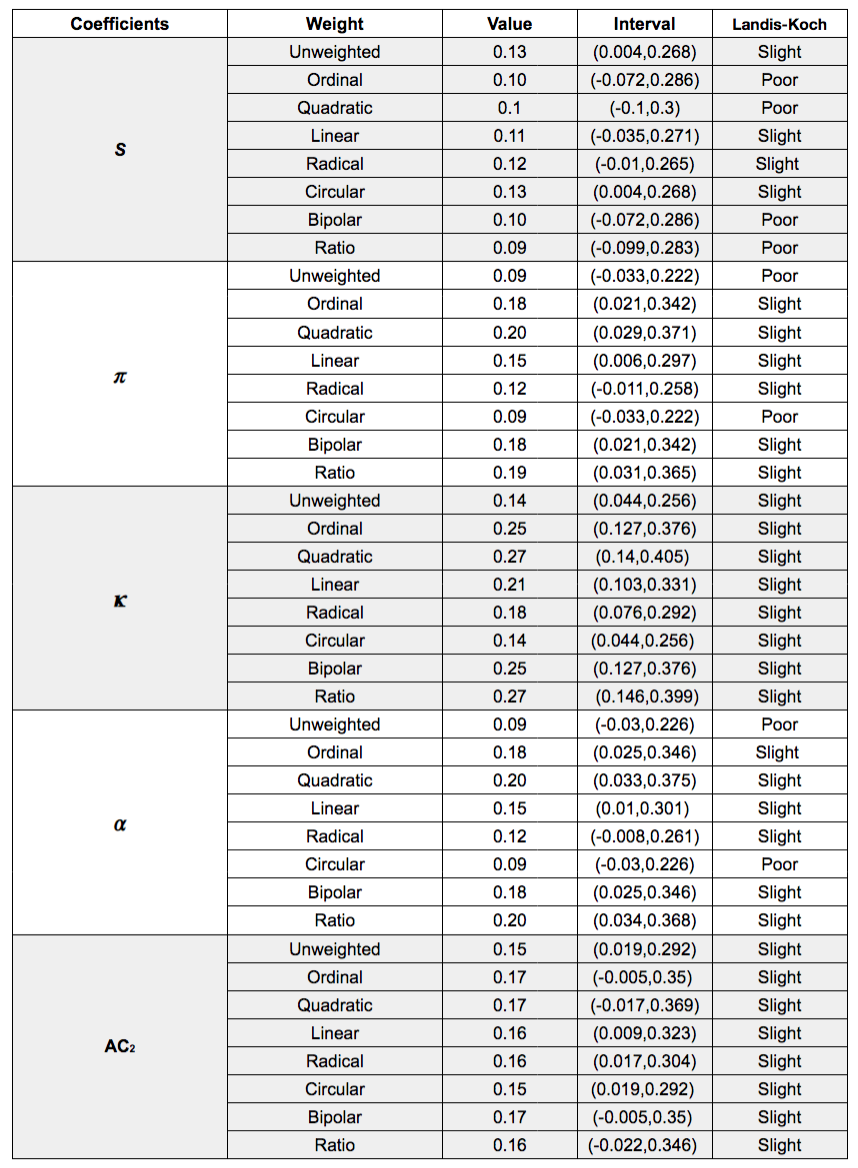 Coefficients Weight Value Interval Landis-Koch
S
Unweighted 0.13 (0.004,0.268) Slight
Ordinal 0.10 (-0.072,0.286) Poor
Quadratic 0.1 (-0.1,0.3) Poor
Linear 0.11 (-0.035,0.271) Slight
Radical 0.12 (-0.01,0.265) Slight
Circular 0.13 (0.004,0.268) Slight
Bipolar 0.10 (-0.072,0.286) Poor
Ratio 0.09 (-0.099,0.283) Poor
π
Unweighted 0.09 (-0.033,0.222) Poor
Ordinal 0.18 (0.021,0.342) Slight
Quadratic 0.20 (0.029,0.371) Slight
Linear 0.15 (0.006,0.297) Slight
Radical 0.12 (-0.011,0.258) Slight
Circular 0.09 (-0.033,0.222) Poor
Bipolar 0.18 (0.021,0.342) Slight
Ratio 0.19 (0.031,0.365) Slight
κ
Unweighted 0.14 (0.044,0.256) Slight
Ordinal 0.25 (0.127,0.376) Slight
Quadratic 0.27 (0.14,0.405) Slight
Linear 0.21 (0.103,0.331) Slight
Radical 0.18 (0.076,0.292) Slight
Circular 0.14 (0.044,0.256) Slight
Bipolar 0.25 (0.127,0.376) Slight
Ratio 0.27 (0.146,0.399) Slight
α
Unweighted 0.09 (-0.03,0.226) Poor
Ordinal 0.18 (0.025,0.346) Slight
Quadratic 0.20 (0.033,0.375) Slight
Linear 0.15 (0.01,0.301) Slight
Radical 0.12 (-0.008,0.261) Slight
Circular 0.09 (-0.03,0.226) Poor
Bipolar 0.18 (0.025,0.346) Slight
Ratio 0.20 (0.034,0.368) Slight
AC₂
Unweighted 0.15 (0.019,0.292) Slight
Ordinal 0.17 (-0.005,0.35) Slight
Quadratic 0.17 (-0.017,0.369) Slight
Linear 0.16 (0.009,0.323) Slight
Radical 0.16 (0.017,0.304) Slight
Circular 0.15 (0.019,0.292) Slight
Bipolar 0.17 (-0.005,0.35) Slight
Ratio 0.16 (-0.022,0.346) Slight